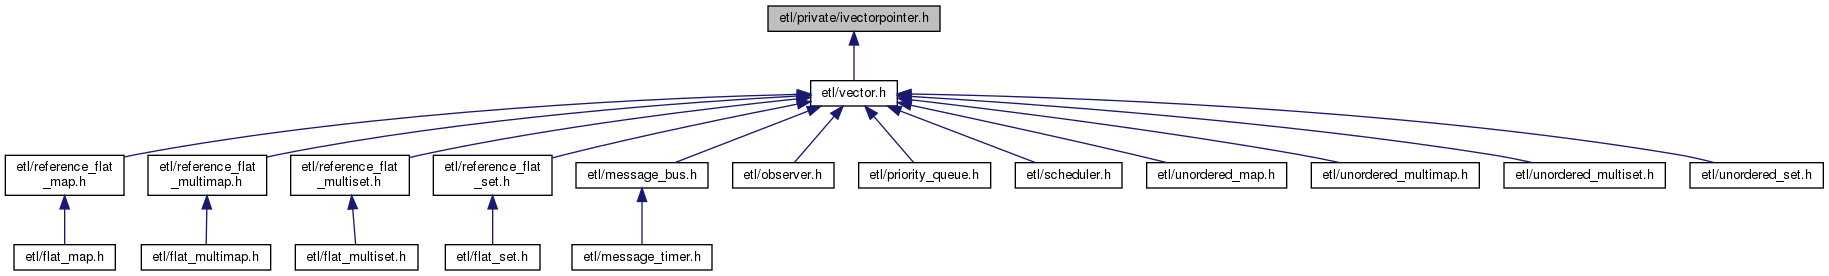 etl/private/ivectorpointer.h
etl/vector.h
etl/reference_flat
_map.h
etl/reference_flat
_multimap.h
etl/reference_flat
_multiset.h
etl/reference_flat
_set.h
etl/message_bus.h
etl/observer.h
etl/priority_queue.h
etl/scheduler.h
etl/unordered_map.h
etl/unordered_multimap.h
etl/unordered_multiset.h
etl/unordered_set.h
etl/flat_map.h
etl/flat_multimap.h
etl/flat_multiset.h
etl/flat_set.h
etl/message_timer.h